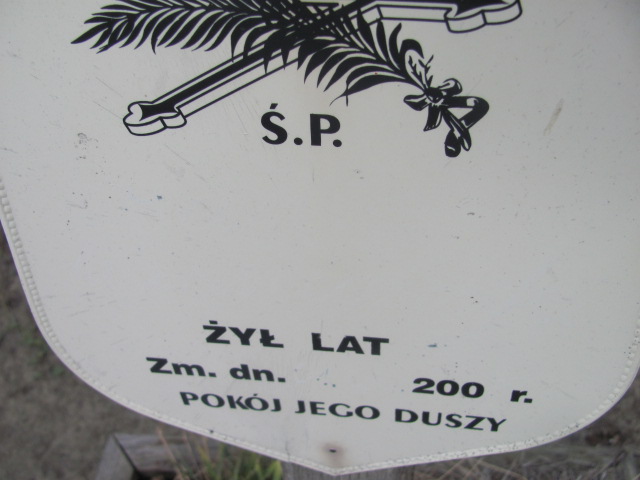 Ś.P.
ŻYŁ LAT
Zm. dn. 200 r.
POKÓJ JEGO DUSZY